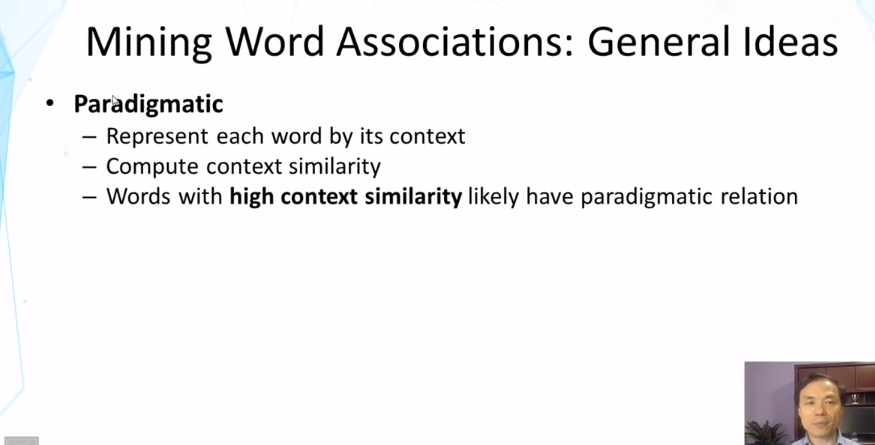 Mining Word Associations: General Ideas
• Paradigmatic
– Represent each word by its context
– Compute context similarity
– Words with high context similarity likely have paradigmatic relation